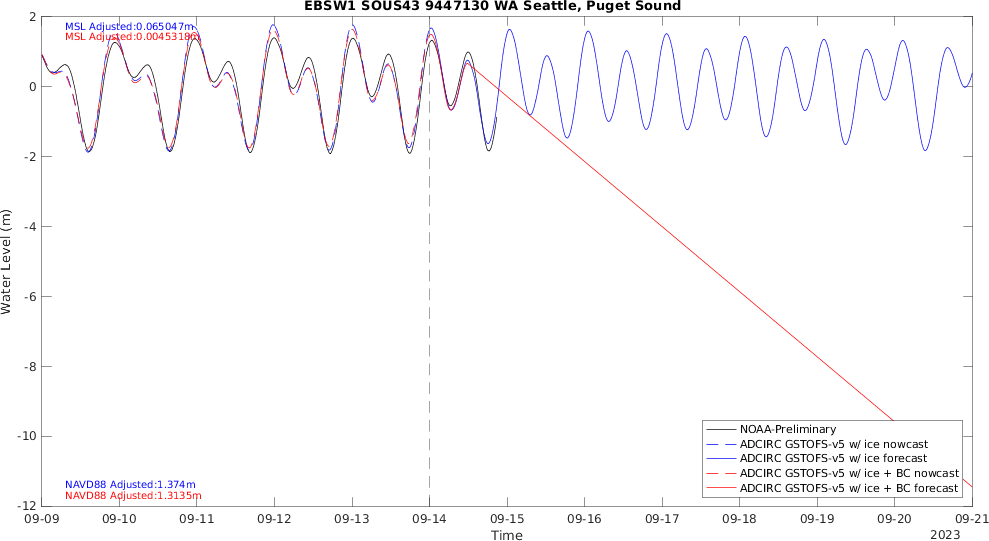 EBSW1 SOUS43 9447130 WA Seattle, Puget Sound
MSL Adjusted:0.065047m
2
0
-2
-4
-6
-8
-10
-12
Water Level (m)
NOAA-Preliminary
ADCIRC GSTOFS-v5 w/ ice nowcast
ADCIRC GSTOFS-v5 w/ ice forecast
ADCIRC GSTOFS-v5 w/ ice + BC nowcast
ADCIRC GSTOFS-v5 w/ ice + BC forecast
NAVD88 Adjusted:1.374m
NAVD88 Adjusted:1.3135m
09-09 09-10 09-11 09-12 09-13 09-14 09-15 09-16 09-17 09-18 09-19 09-20 09-21
Time
2023